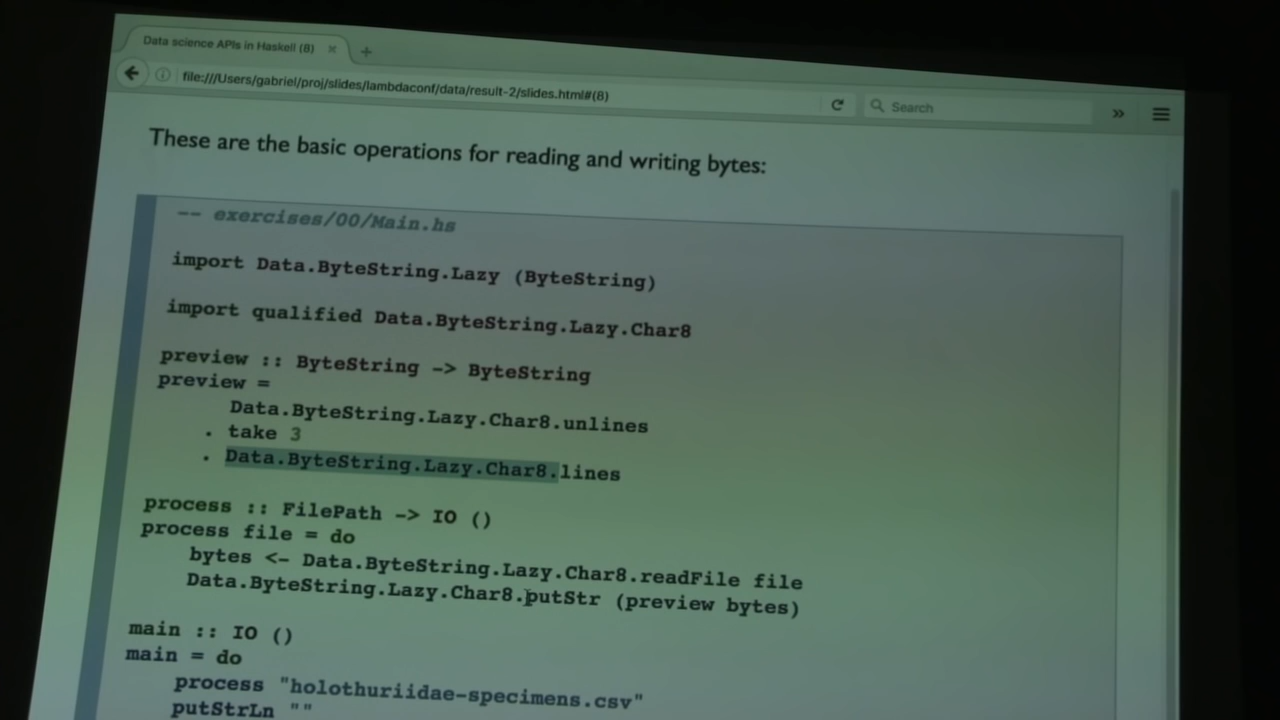 Data science APIs in Haskell (8)
file:///Users/gabriel/proj/slides/lambdaconf/data/result-2/slides.html#(8)
Search
These are the basic operations for reading and writing bytes:
-- exercises/00/Main.hs
import Data.ByteString.Lazy (ByteString)
import qualified Data.ByteString.Lazy.Char8
preview :: ByteString -> ByteString
preview =
Data.ByteString.Lazy.Char8.unlines
. take 3
. Data.ByteString.Lazy.Char8.lines
process :: FilePath -> IO ()
process file = do
bytes <- Data.ByteString.Lazy.Char8.readFile file
Data.ByteString.Lazy.Char8.putStr (preview bytes)
main :: IO ()
main = do
process "holothuriidae-specimens.csv"
putStrLn ""